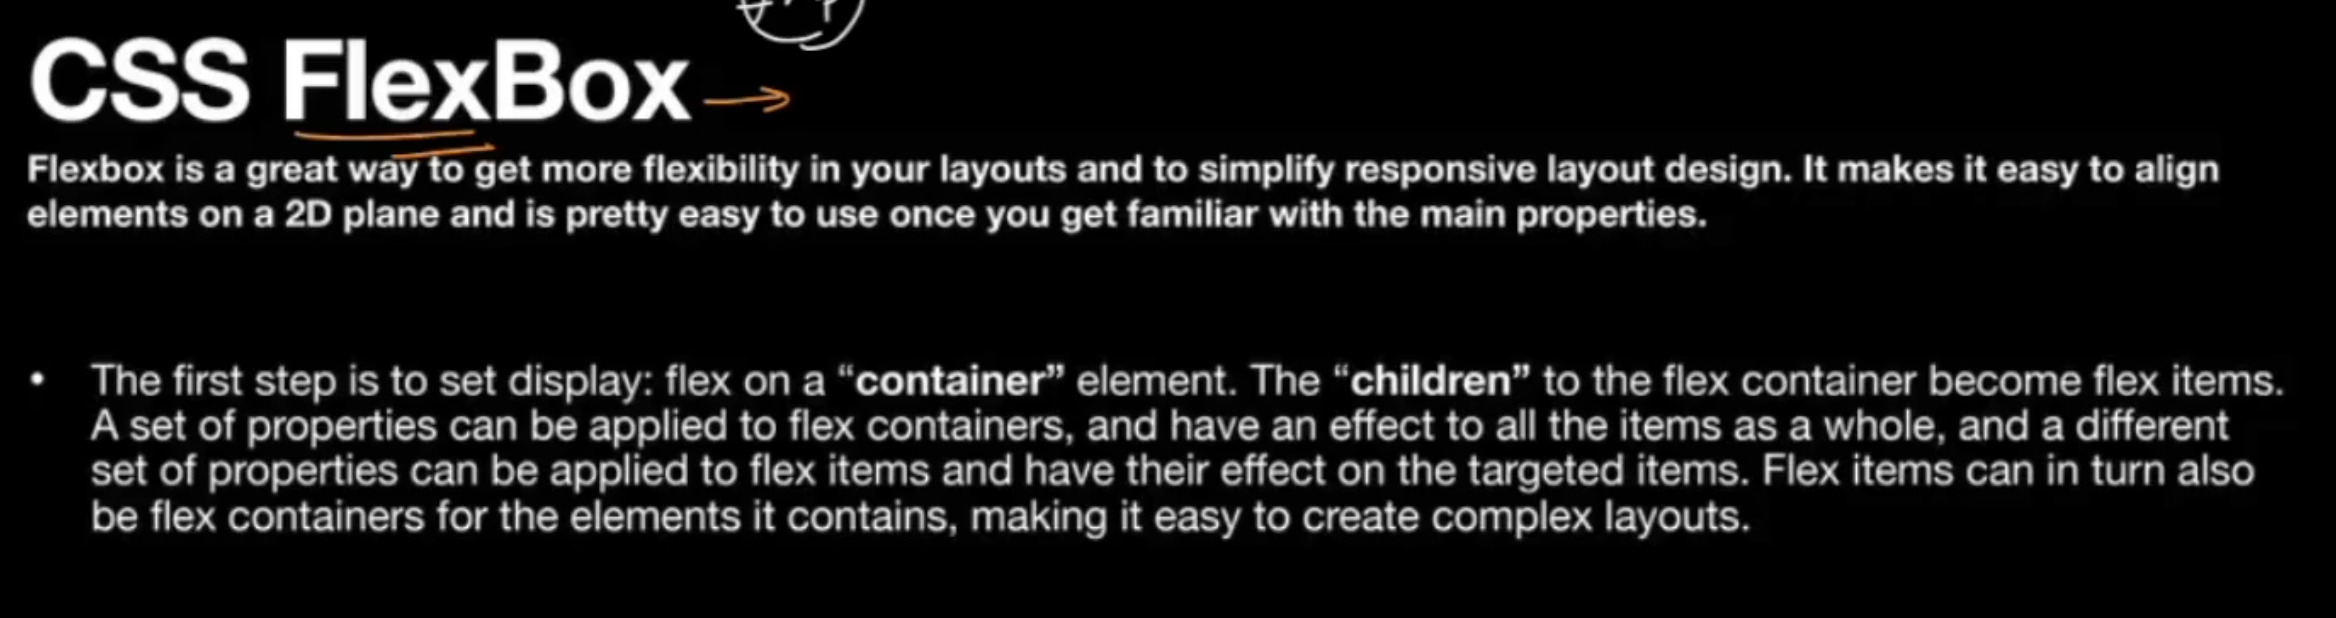 CSS FlexBox
Flexbox is a great way to get more flexibility in your layouts and to simplify responsive layout design. It makes it easy to align
elements on a 2D plane and is pretty easy to use once you get familiar with the main properties.
• The first step is to set display: flex on a “container” element. The “children” to the flex container become flex items.
A set of properties can be applied to flex containers, and have an effect to all the items as a whole, and a different
set of properties can be applied to flex items and have their effect on the targeted items. Flex items can in turn also
be flex containers for the elements it contains, making it easy to create complex layouts.